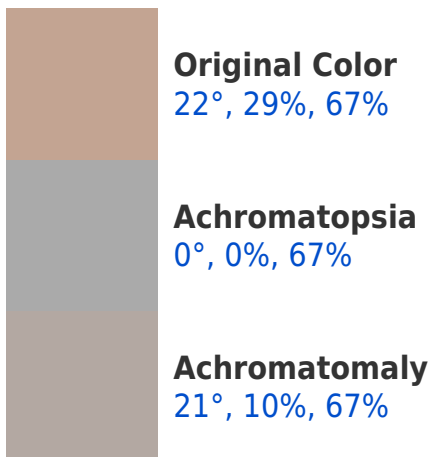 Original Color
22°, 29%, 67%
Achromatopsia
0°, 0%, 67%
Achromatomaly
21°, 10%, 67%